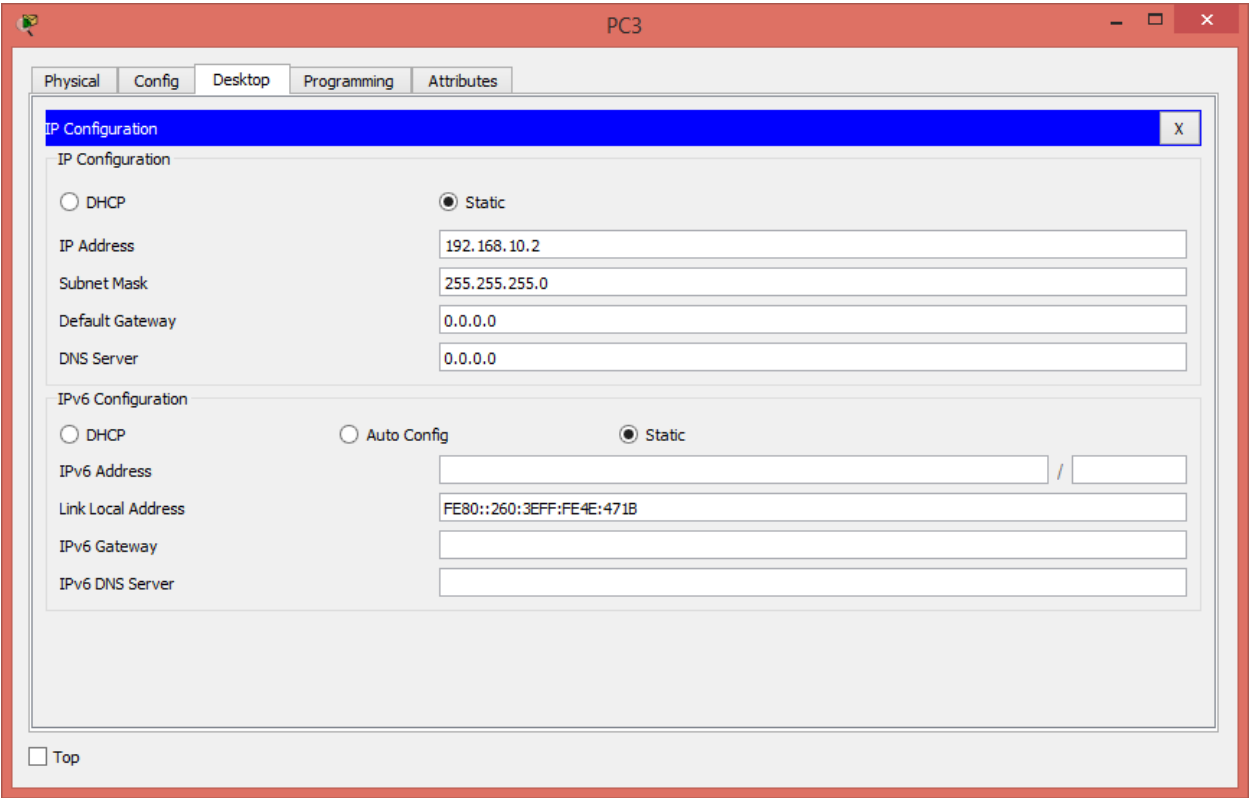 PC3
Physical Config Desktop Programming Attributes
IP Configuration X
IP Configuration
DHCP Static
IP Address 192.168.10.2
Subnet Mask 255.255.255.0
Default Gateway 0.0.0.0
DNS Server 0.0.0.0
IPv6 Configuration
DHCP Auto Config Static
IPv6 Address /
Link Local Address FE80::260:3EFF:FE4E:471B
IPv6 Gateway
IPv6 DNS Server
Top